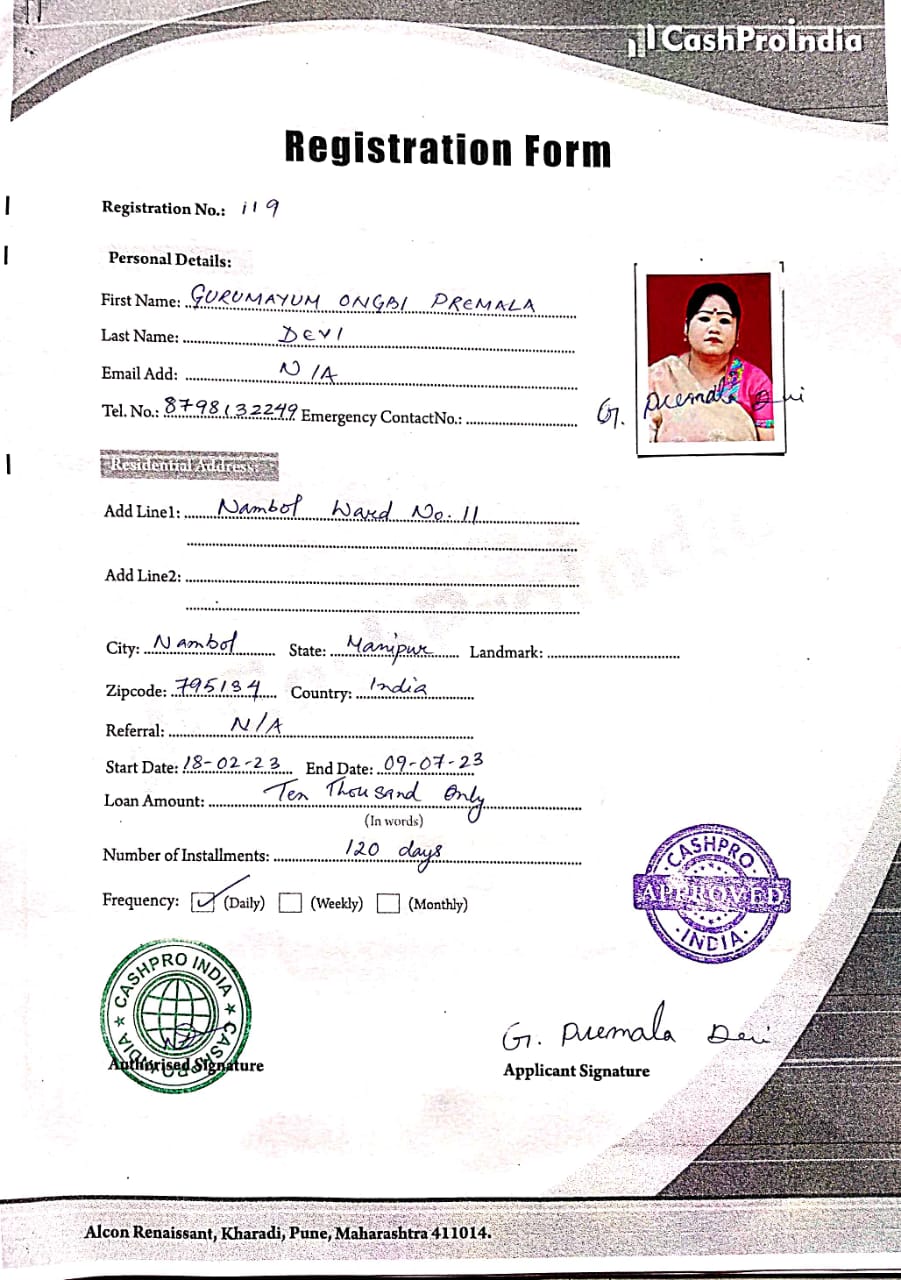 CashProIndia
Registration Form
Registration No.: 119
Personal Details:
First Name: GURUMAYUM ONGBI PREMALA
Last Name: DEVI
Email Add: N/A
Tel. No.: 8798132249 Emergency ContactNo.:
G. Premala Devi
Residential Address:
Add Line1: Nambol Ward No. 11
Add Line2:
City: Nambol State: Manipur Landmark:
Zipcode: 795134 Country: India
Referral: N/A
Start Date: 18-02-23 End Date: 09-07-23
Loan Amount: Ten Thousand Only
(In words)
Number of Installments: 120 days
Frequency: (Daily) (Weekly) (Monthly)
CASHPRO
APPROVED
INDIA
CASHPRO INDIA ★ CASHPRO INDIA ★
G. Premala Devi
Authorised Signature Applicant Signature
Alcon Renaissant, Kharadi, Pune, Maharashtra 411014.